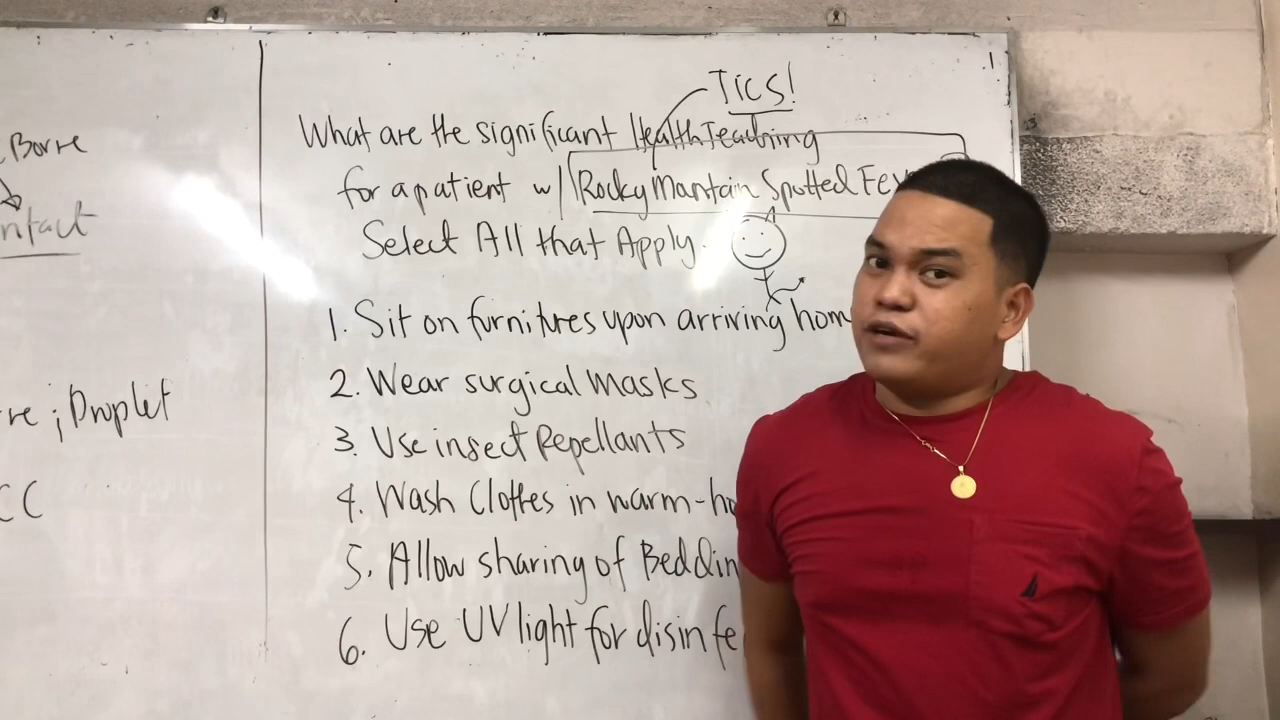 . Borre
ntact
re ; Droplet
CC
Tics!
What are the significant Health Teaching
for a patient w/ Rocky Mantain Spotted Fev
Select All that Apply.
1. Sit on furnitures upon arriving hom
2. Wear surgical masks
3. Use insect Repellants
4. Wash Clothes in warm-ho
5. Allow sharing of Beddin
6. Use UV light for disinfe